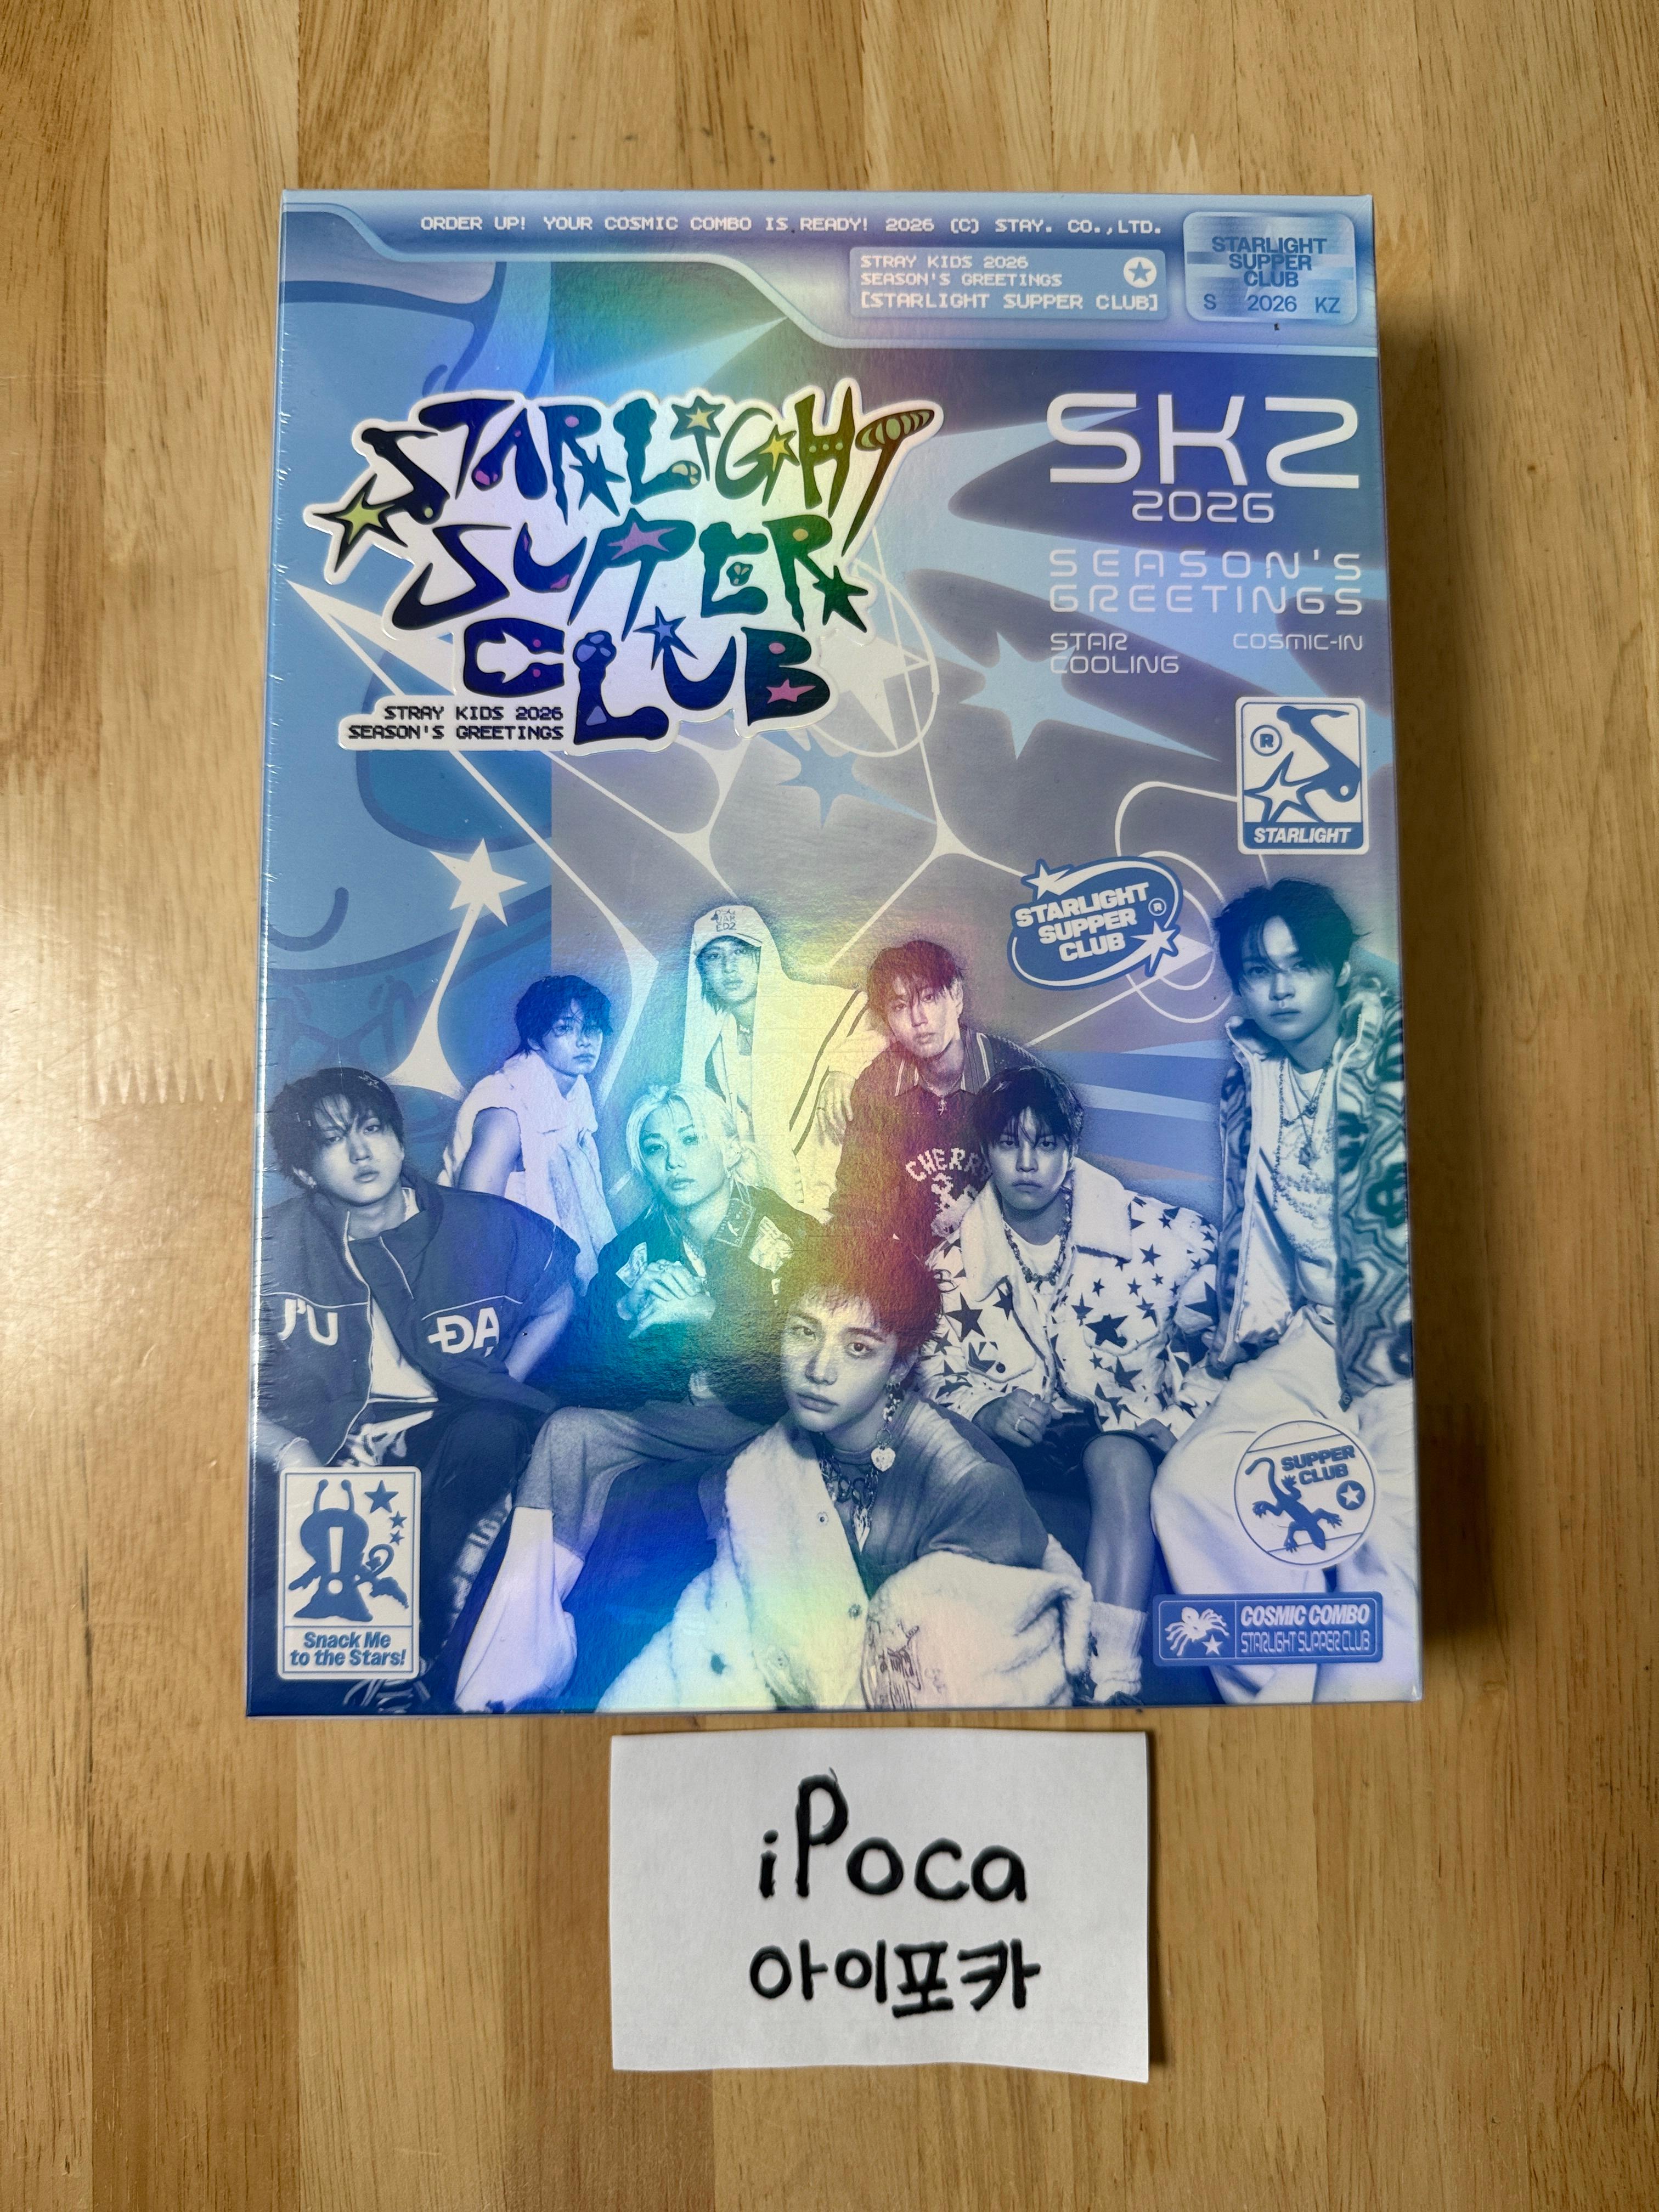 ORDER UP! YOUR COSMIC COMBO IS READY! 2026 (C) STAY. CO.,LTD.
STRAY KIDS 2026
SEASON'S GREETINGS
[STARLIGHT SUPPER CLUB]
STARLIGHT
SUPPER
CLUB
S 2026 KZ
STARLIGHT
SUPPER
CLUB
STRAY KIDS 2026
SEASON'S GREETINGS
SKZ
2026
SEASON'S
GREETINGS
STAR COSMIC-IN
COOLING
R
STARLIGHT
STARLIGHT
SUPPER ®
CLUB
CHERR
J'U
ĐẠ
SUPPER
CLUB
Snack Me
to the Stars!
COSMIC COMBO
STARLIGHT SUPPER CLUB
iPoca
아이포카